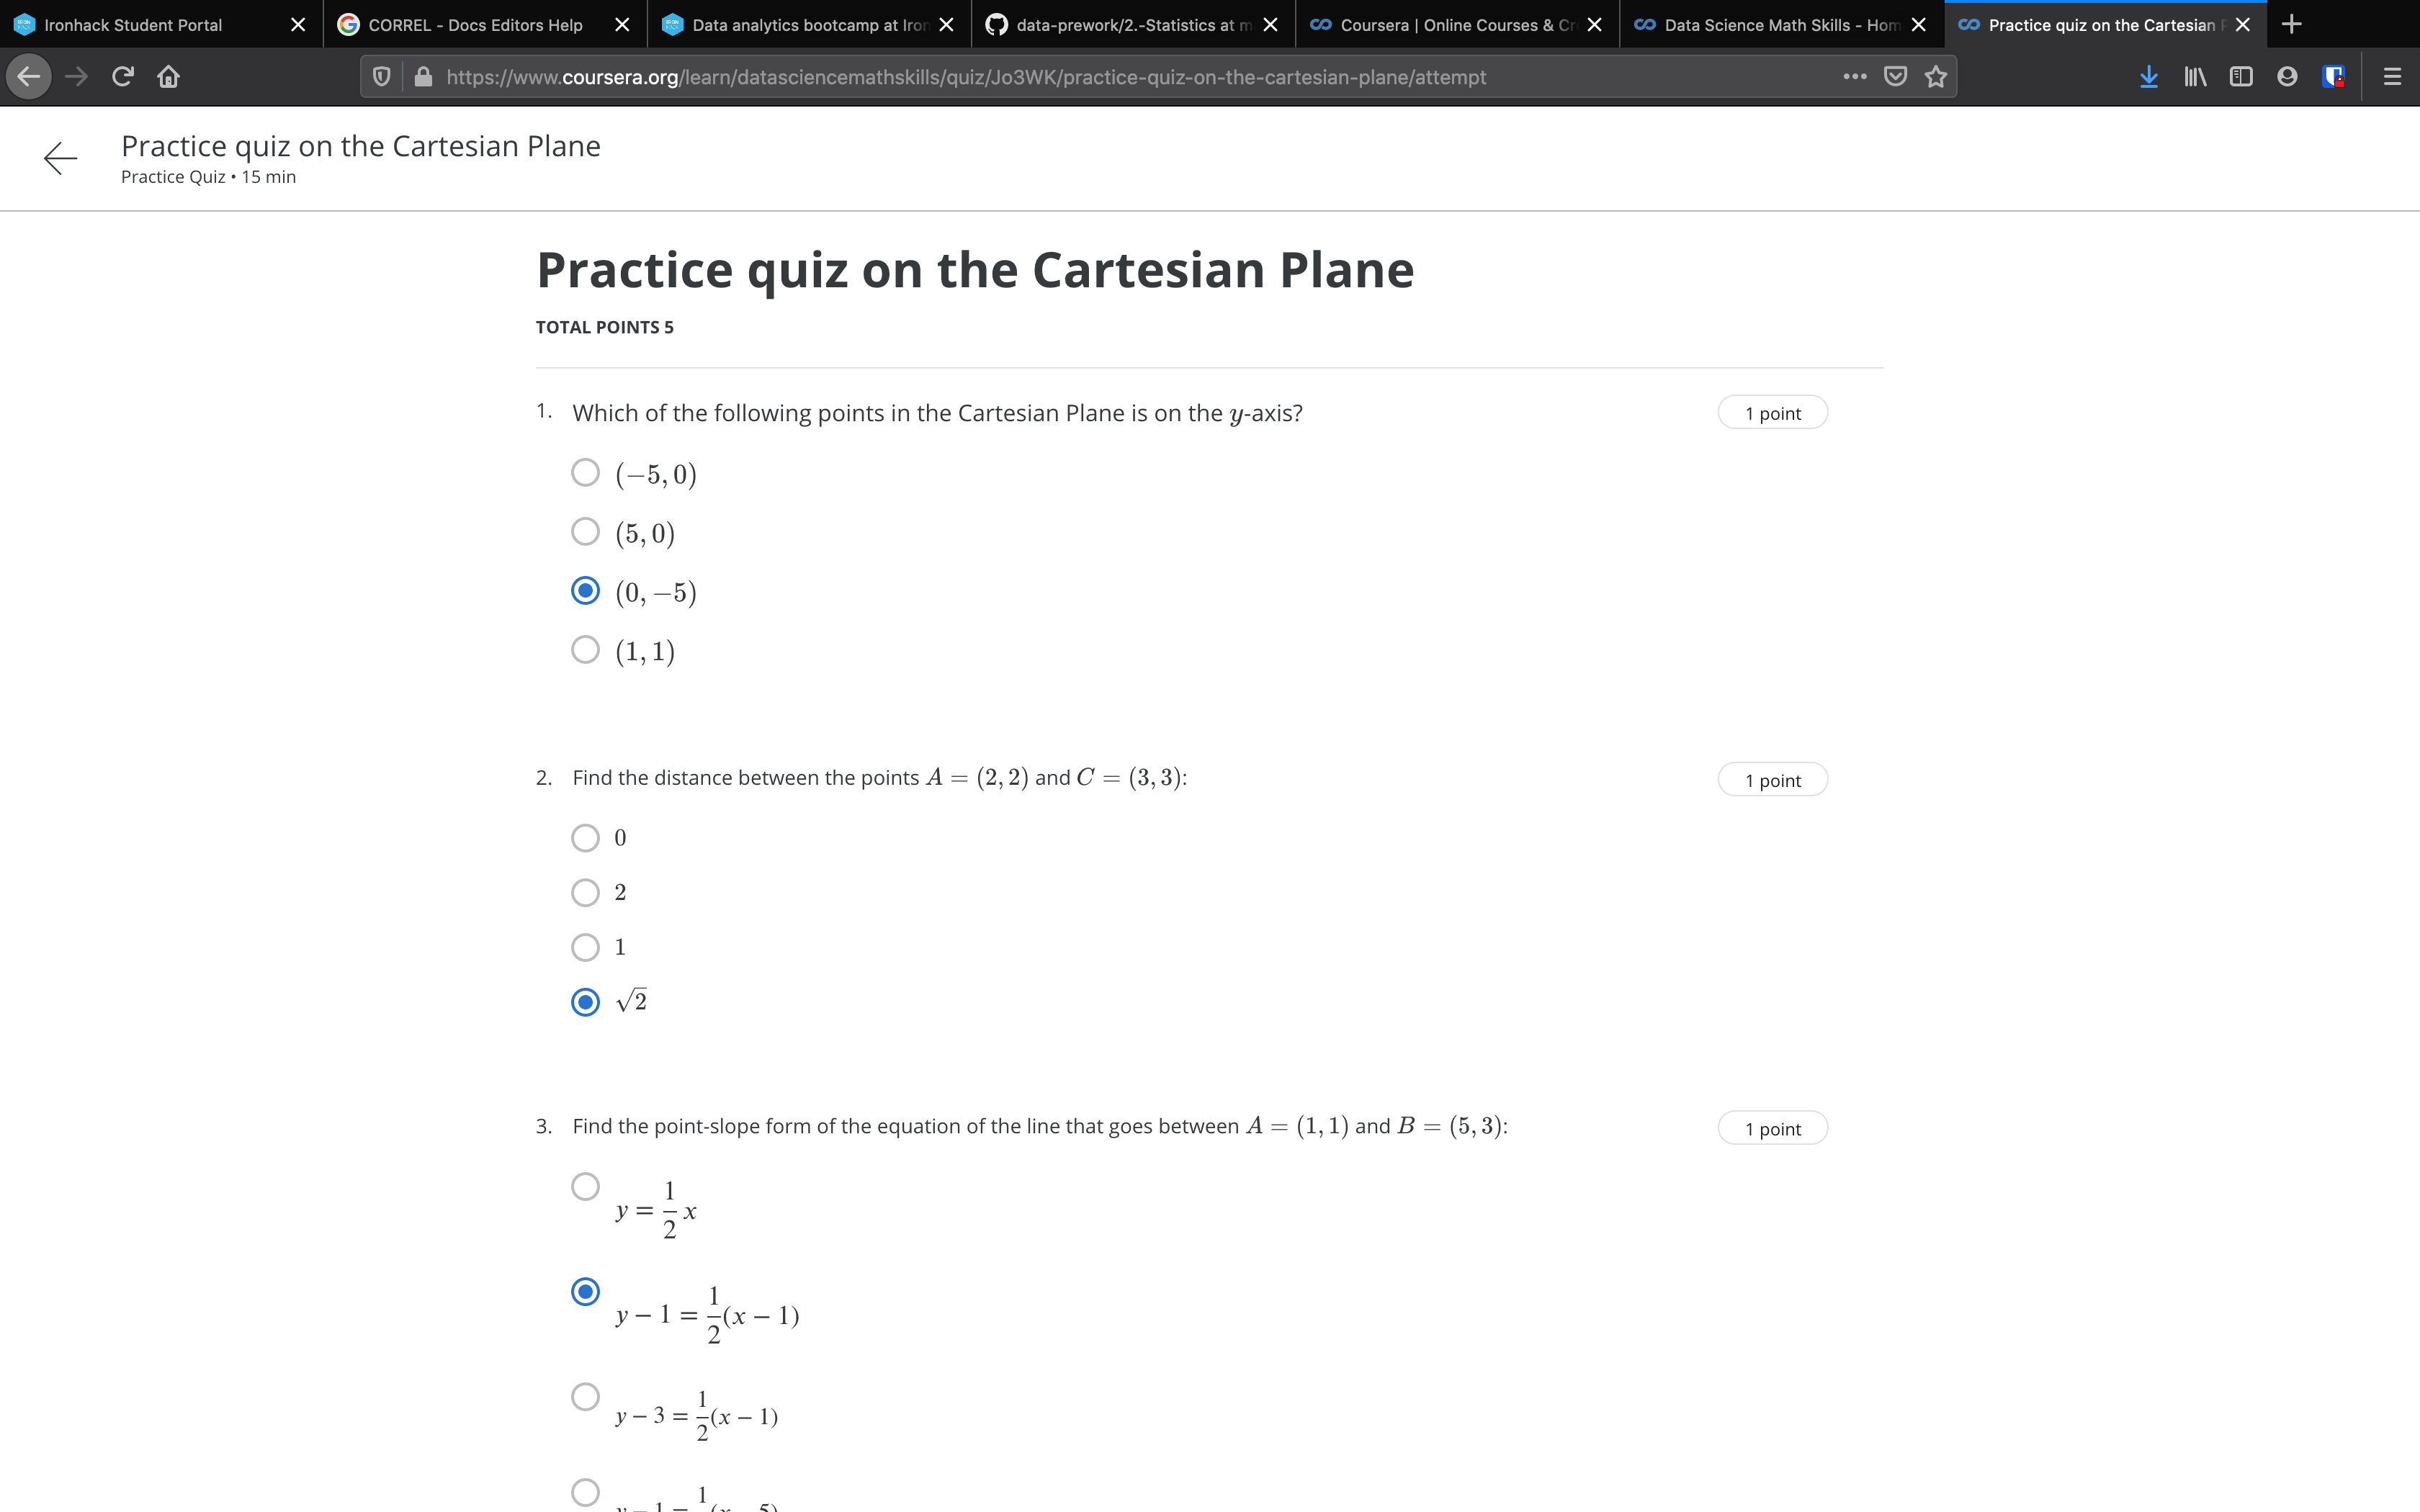 Ironhack Student Portal
CORREL - Docs Editors Help
Data analytics bootcamp at Iron
data-prework/2.-Statistics at m
Coursera | Online Courses & Cr
Data Science Math Skills - Hom
Practice quiz on the Cartesian P
https://www.coursera.org/learn/datasciencemathskills/quiz/Jo3WK/practice-quiz-on-the-cartesian-plane/attempt
Practice quiz on the Cartesian Plane
Practice Quiz • 15 min
Practice quiz on the Cartesian Plane
TOTAL POINTS 5
1. Which of the following points in the Cartesian Plane is on the y-axis?
1 point
(−5, 0)
(5, 0)
(0, −5)
(1, 1)
2. Find the distance between the points A = (2, 2) and C = (3, 3):
1 point
0
2
1
√2
3. Find the point-slope form of the equation of the line that goes between A = (1, 1) and B = (5, 3):
1 point
y = 1/2 x
y − 1 = 1/2 (x − 1)
y − 3 = 1/2 (x − 1)